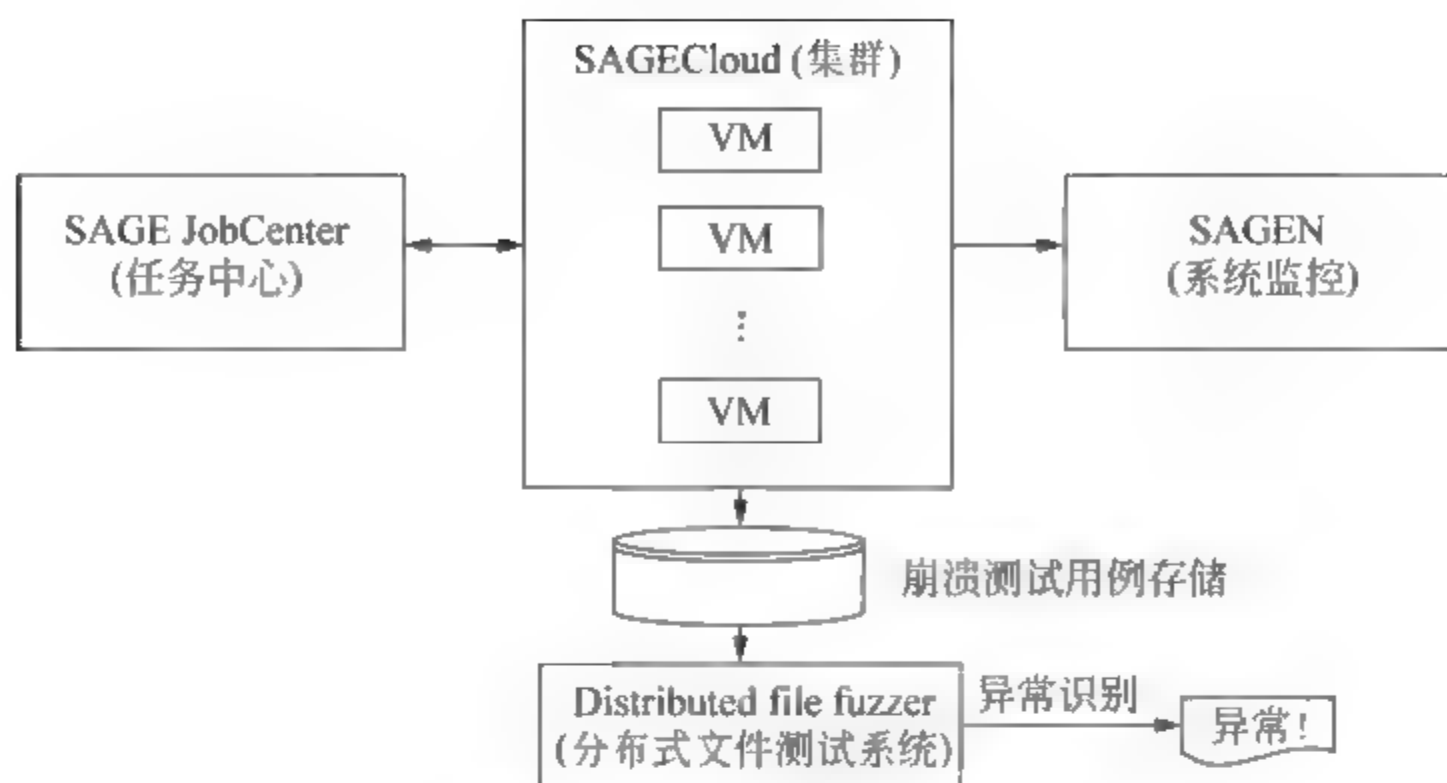 SAGECloud (集群)
VM
VM
⋮
VM
SAGE JobCenter
(任务中心)
SAGEN
(系统监控)
崩溃测试用例存储
Distributed file fuzzer
(分布式文件测试系统)
异常识别
异常!